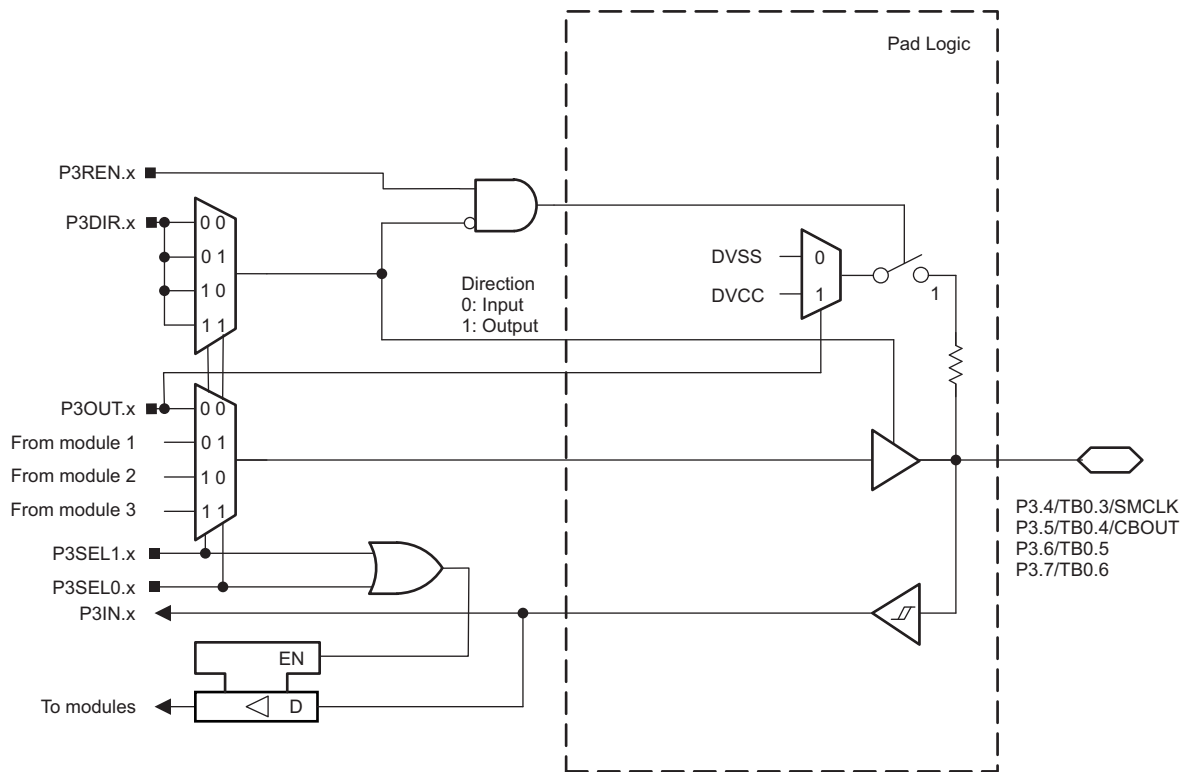 Pad Logic
P3REN.x
P3DIR.x
0 0
0 1
1 0
1 1
Direction
0: Input
1: Output
DVSS
DVCC
0
1
1
P3OUT.x
From module 1
From module 2
From module 3
0 0
0 1
1 0
1 1
P3SEL1.x
P3SEL0.x
P3IN.x
EN
D
To modules
P3.4/TB0.3/SMCLK
P3.5/TB0.4/CBOUT
P3.6/TB0.5
P3.7/TB0.6